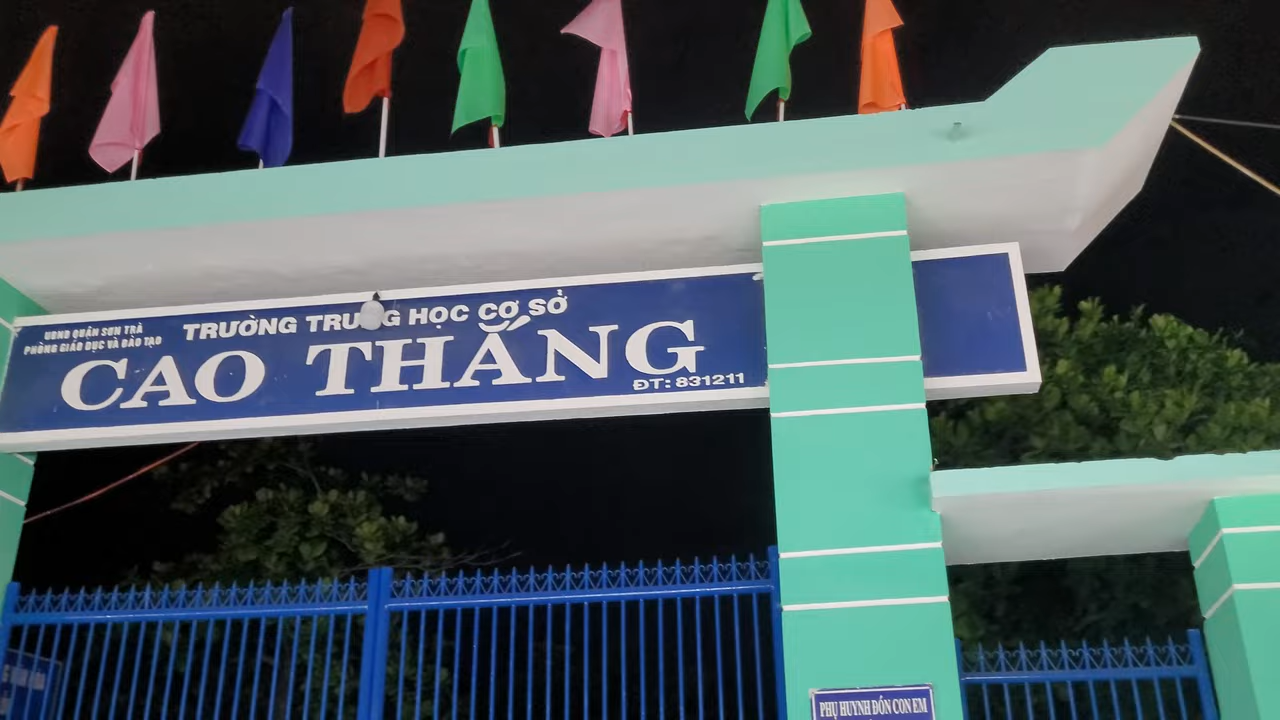 UBND QUẬN SƠN TRÀ
PHÒNG GIÁO DỤC VÀ ĐÀO TẠO
TRƯỜNG TRUNG HỌC CƠ SỞ
CAO THẮNG
ĐT: 831211
PHỤ HUYNH ĐÓN CON EM